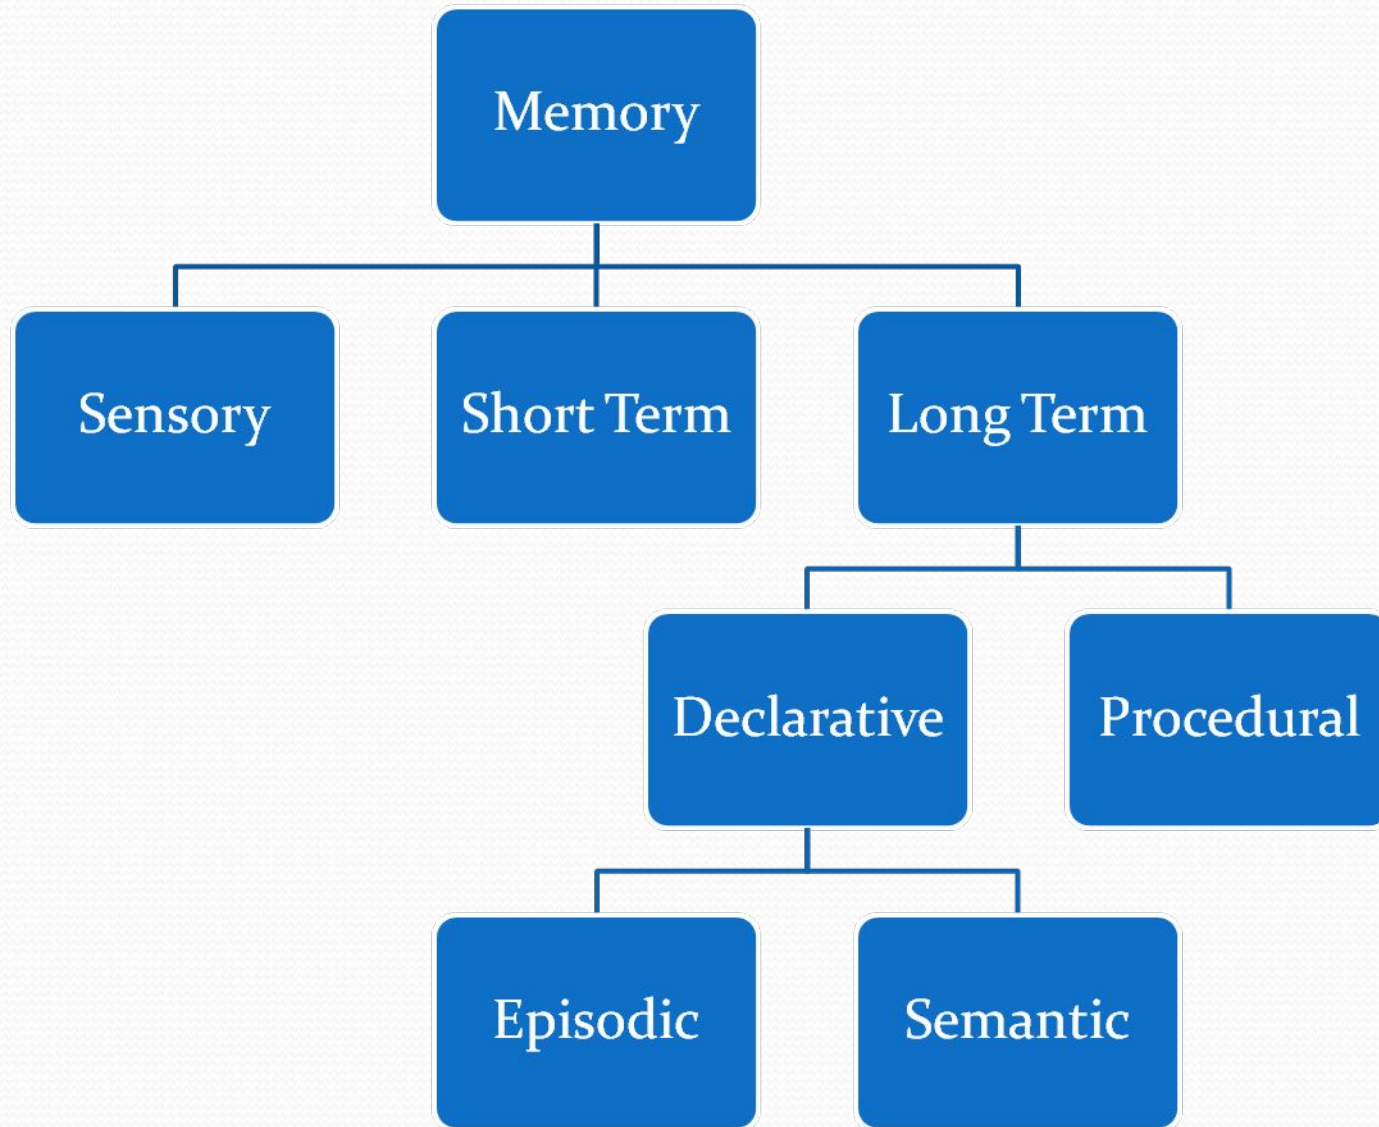 Memory
Sensory
Short Term
Long Term
Declarative
Procedural
Episodic
Semantic